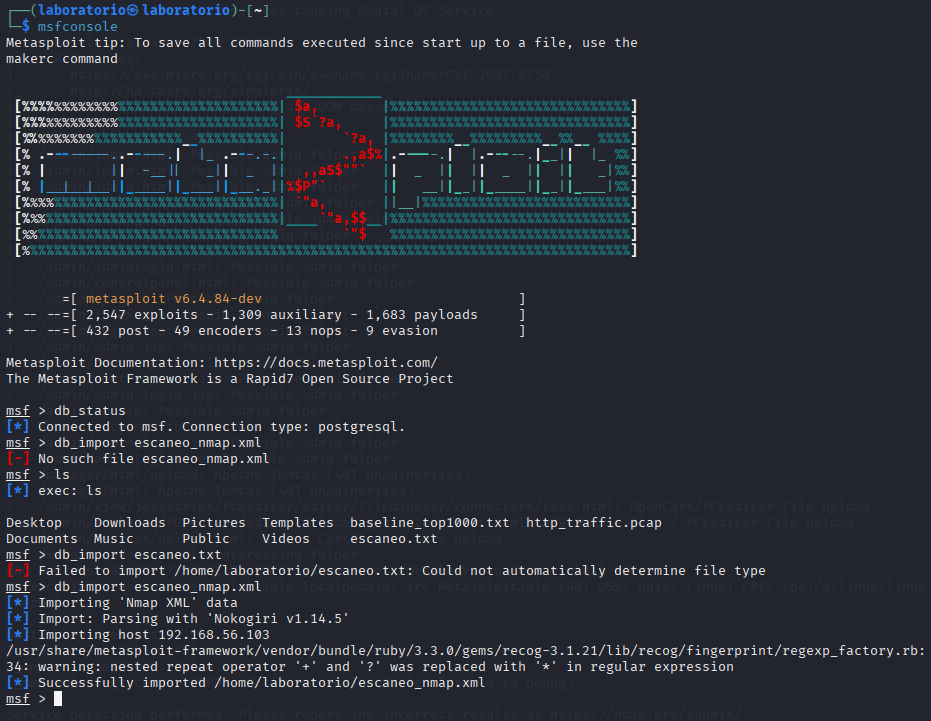 ┌──(laboratorio㉿laboratorio)-[~]
└─$ msfconsole
Metasploit tip: To save all commands executed since start up to a file, use the
makerc command
=[ metasploit v6.4.84-dev ]
+ -- --=[ 2,547 exploits - 1,309 auxiliary - 1,683 payloads ]
+ -- --=[ 432 post - 49 encoders - 13 nops - 9 evasion ]
Metasploit Documentation: https://docs.metasploit.com/
The Metasploit Framework is a Rapid7 Open Source Project
msf > db_status
[*] Connected to msf. Connection type: postgresql.
msf > db_import escaneo_nmap.xml
[-] No such file escaneo_nmap.xml
msf > ls
[*] exec: ls
Desktop Downloads Pictures Templates baseline_top1000.txt http_traffic.pcap
Documents Music Public Videos escaneo.txt
msf > db_import escaneo.txt
[-] Failed to import /home/laboratorio/escaneo.txt: Could not automatically determine file type
msf > db_import escaneo_nmap.xml
[*] Importing 'Nmap XML' data
[*] Import: Parsing with 'Nokogiri v1.14.5'
[*] Importing host 192.168.56.103
/usr/share/metasploit-framework/vendor/bundle/ruby/3.3.0/gems/recog-3.1.21/lib/recog/fingerprint/regexp_factory.rb:
34: warning: nested repeat operator '+' and '?' was replaced with '*' in regular expression
[*] Successfully imported /home/laboratorio/escaneo_nmap.xml
msf >